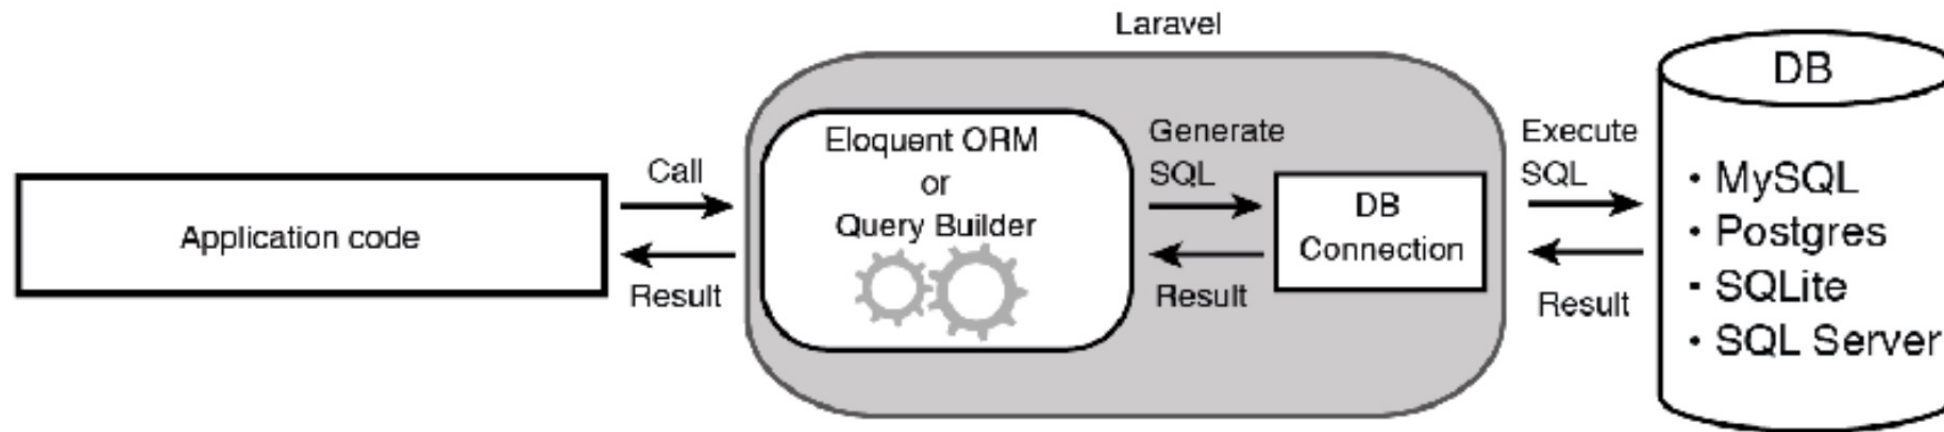 Laravel
Application code
Call
Result
Eloquent ORM
or
Query Builder
Generate
SQL
Result
DB
Connection
Execute
SQL
Result
DB
• MySQL
• Postgres
• SQLite
• SQL Server